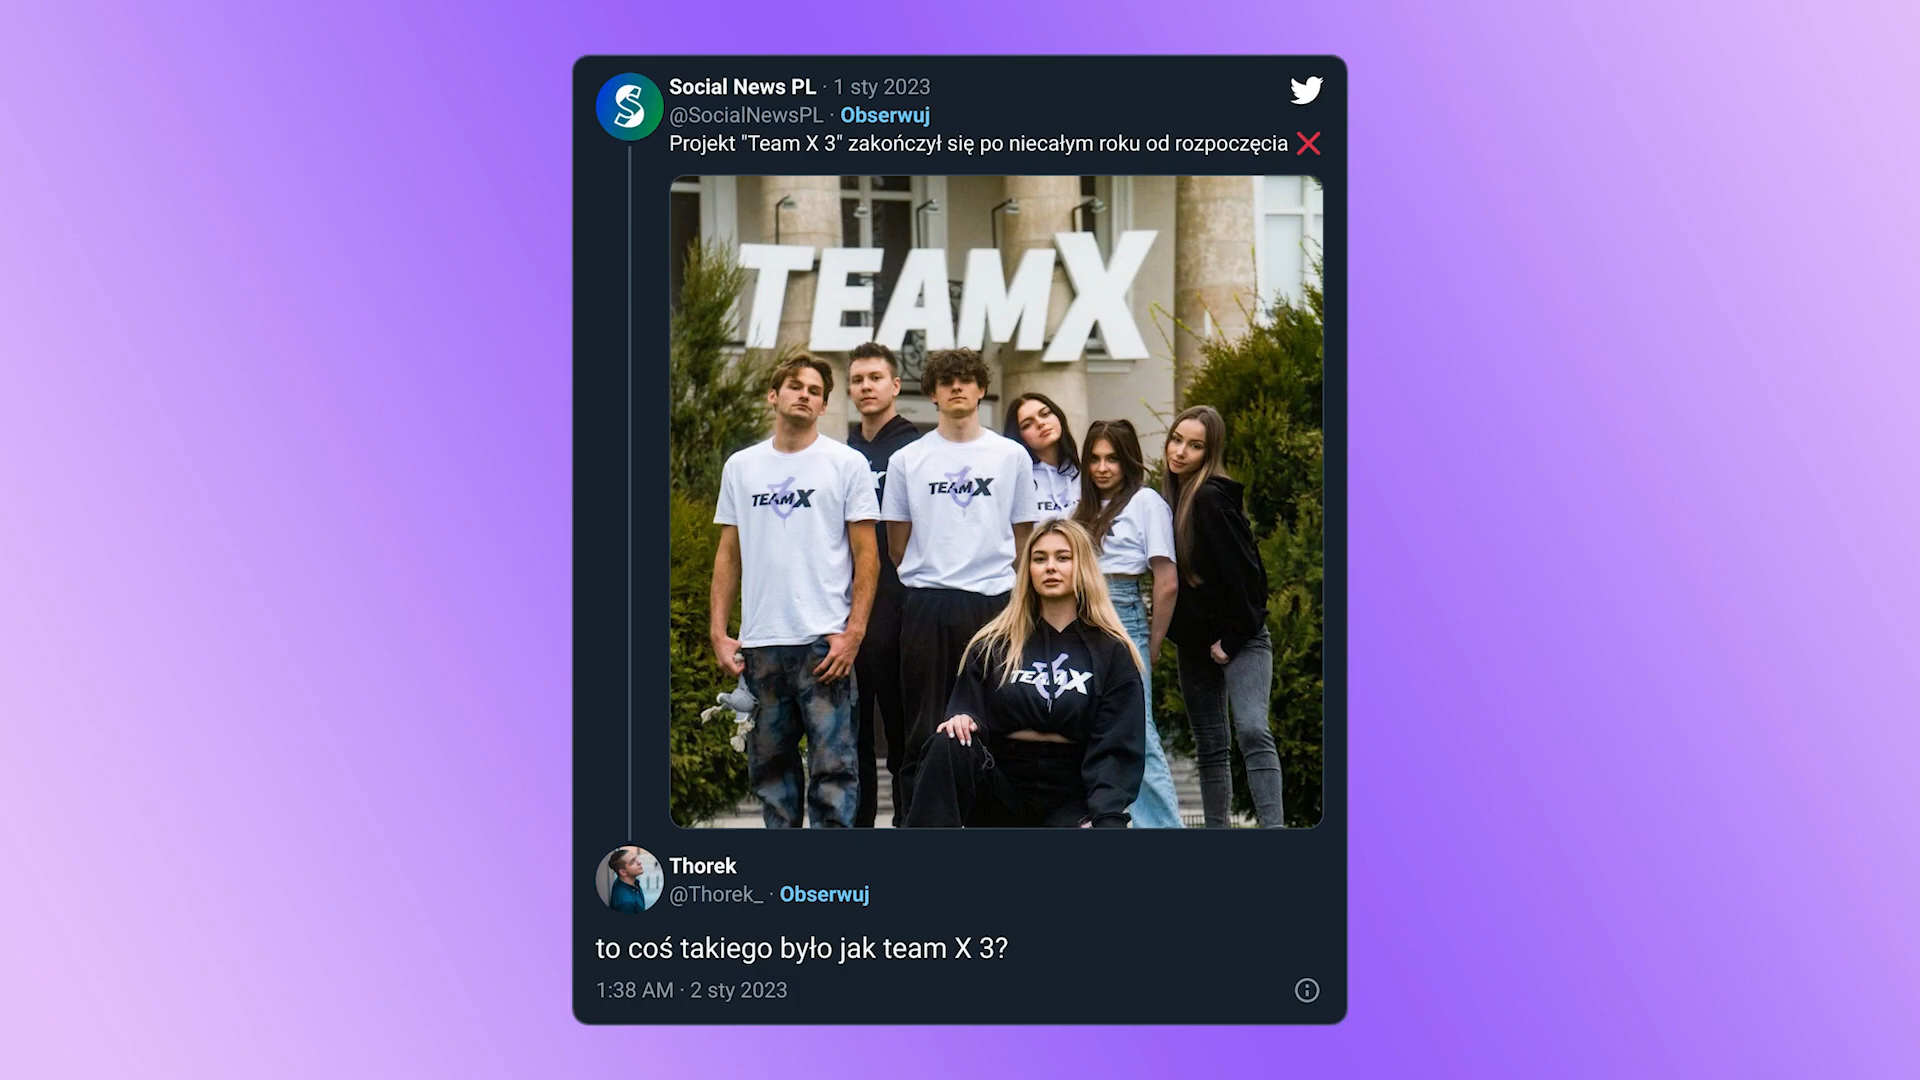 Social News PL · 1 sty 2023
@SocialNewsPL · Obserwuj
Projekt "Team X 3" zakończył się po niecałym roku od rozpoczęcia ❌
TEAMX
TEAMX
TEAMX
TEAMX
Thorek
@Thorek_ · Obserwuj
to coś takiego było jak team X 3?
1:38 AM · 2 sty 2023